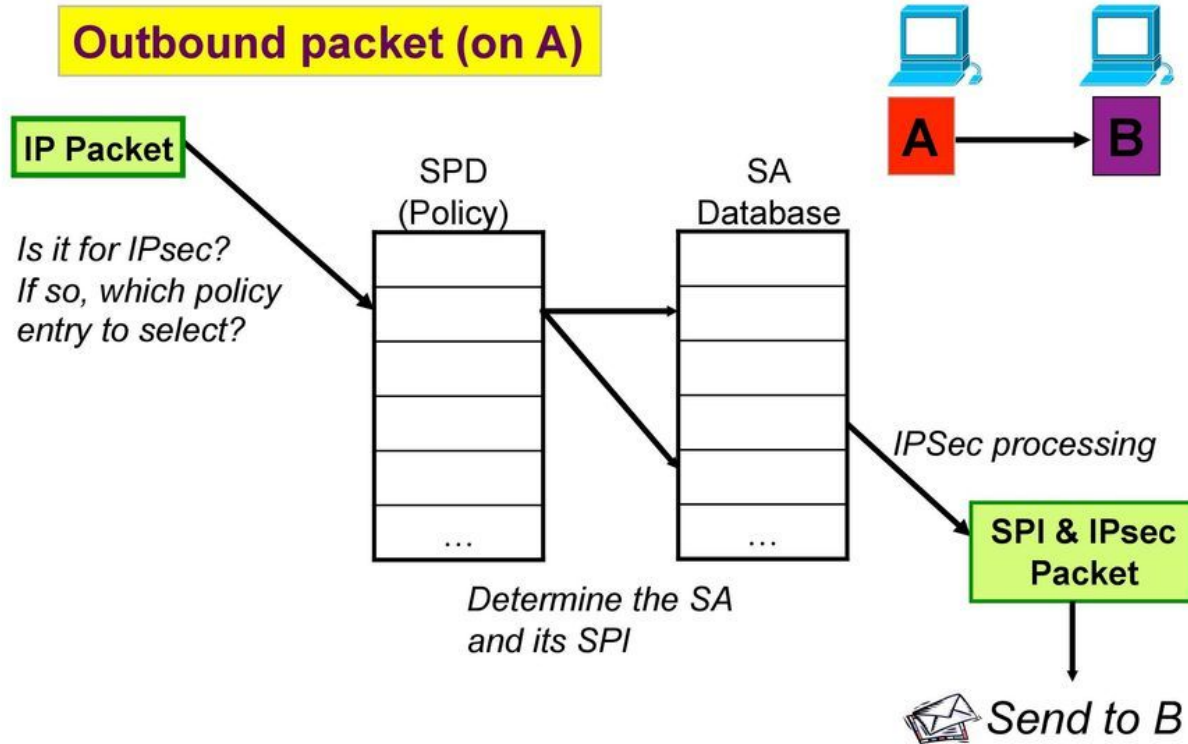 Outbound packet (on A)
A
B
IP Packet
Is it for IPsec?
If so, which policy
entry to select?
SPD
(Policy)
...
SA
Database
...
Determine the SA
and its SPI
IPSec processing
SPI & IPsec
Packet
Send to B